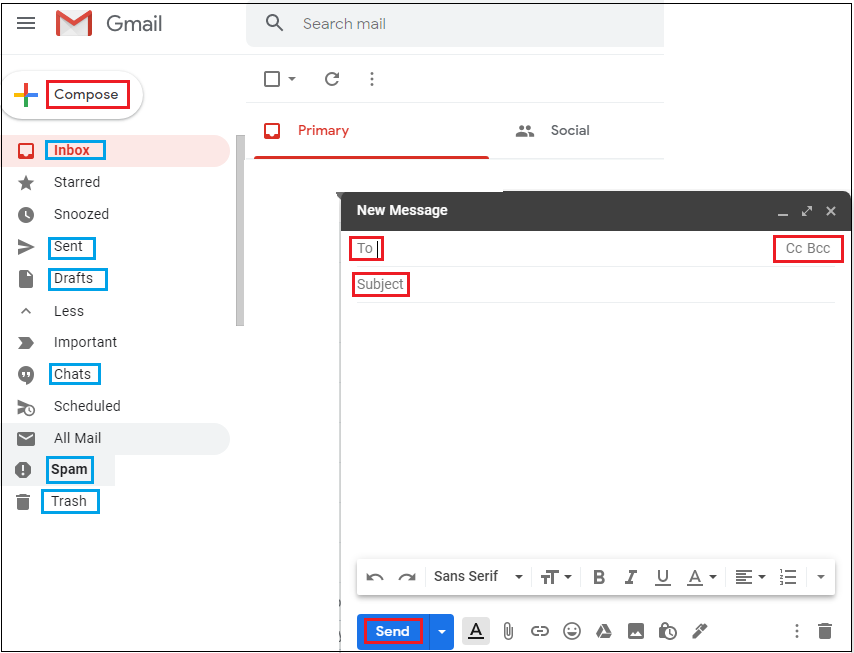 Gmail
Search mail
Compose
Primary
Social
Inbox
Starred
Snoozed
Sent
Drafts
Less
Important
Chats
Scheduled
All Mail
Spam
Trash
New Message
To
Cc Bcc
Subject
Sans Serif
Send